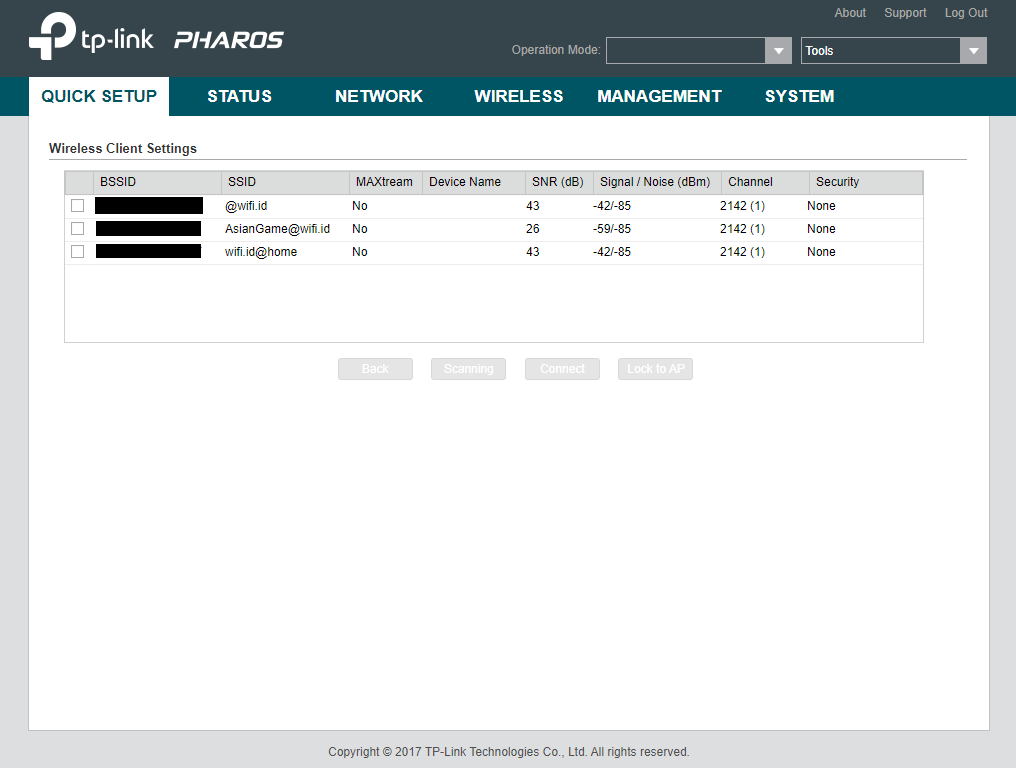 About Support Log Out
tp-link PHAROS
Operation Mode: Tools
QUICK SETUP STATUS NETWORK WIRELESS MANAGEMENT SYSTEM
Wireless Client Settings
BSSID SSID MAXtream Device Name SNR (dB) Signal / Noise (dBm) Channel Security
@wifi.id No 43 -42/-85 2142 (1) None
AsianGame@wifi.id No 26 -59/-85 2142 (1) None
wifi.id@home No 43 -42/-85 2142 (1) None
Back Scanning Connect Lock to AP
Copyright © 2017 TP-Link Technologies Co., Ltd. All rights reserved.